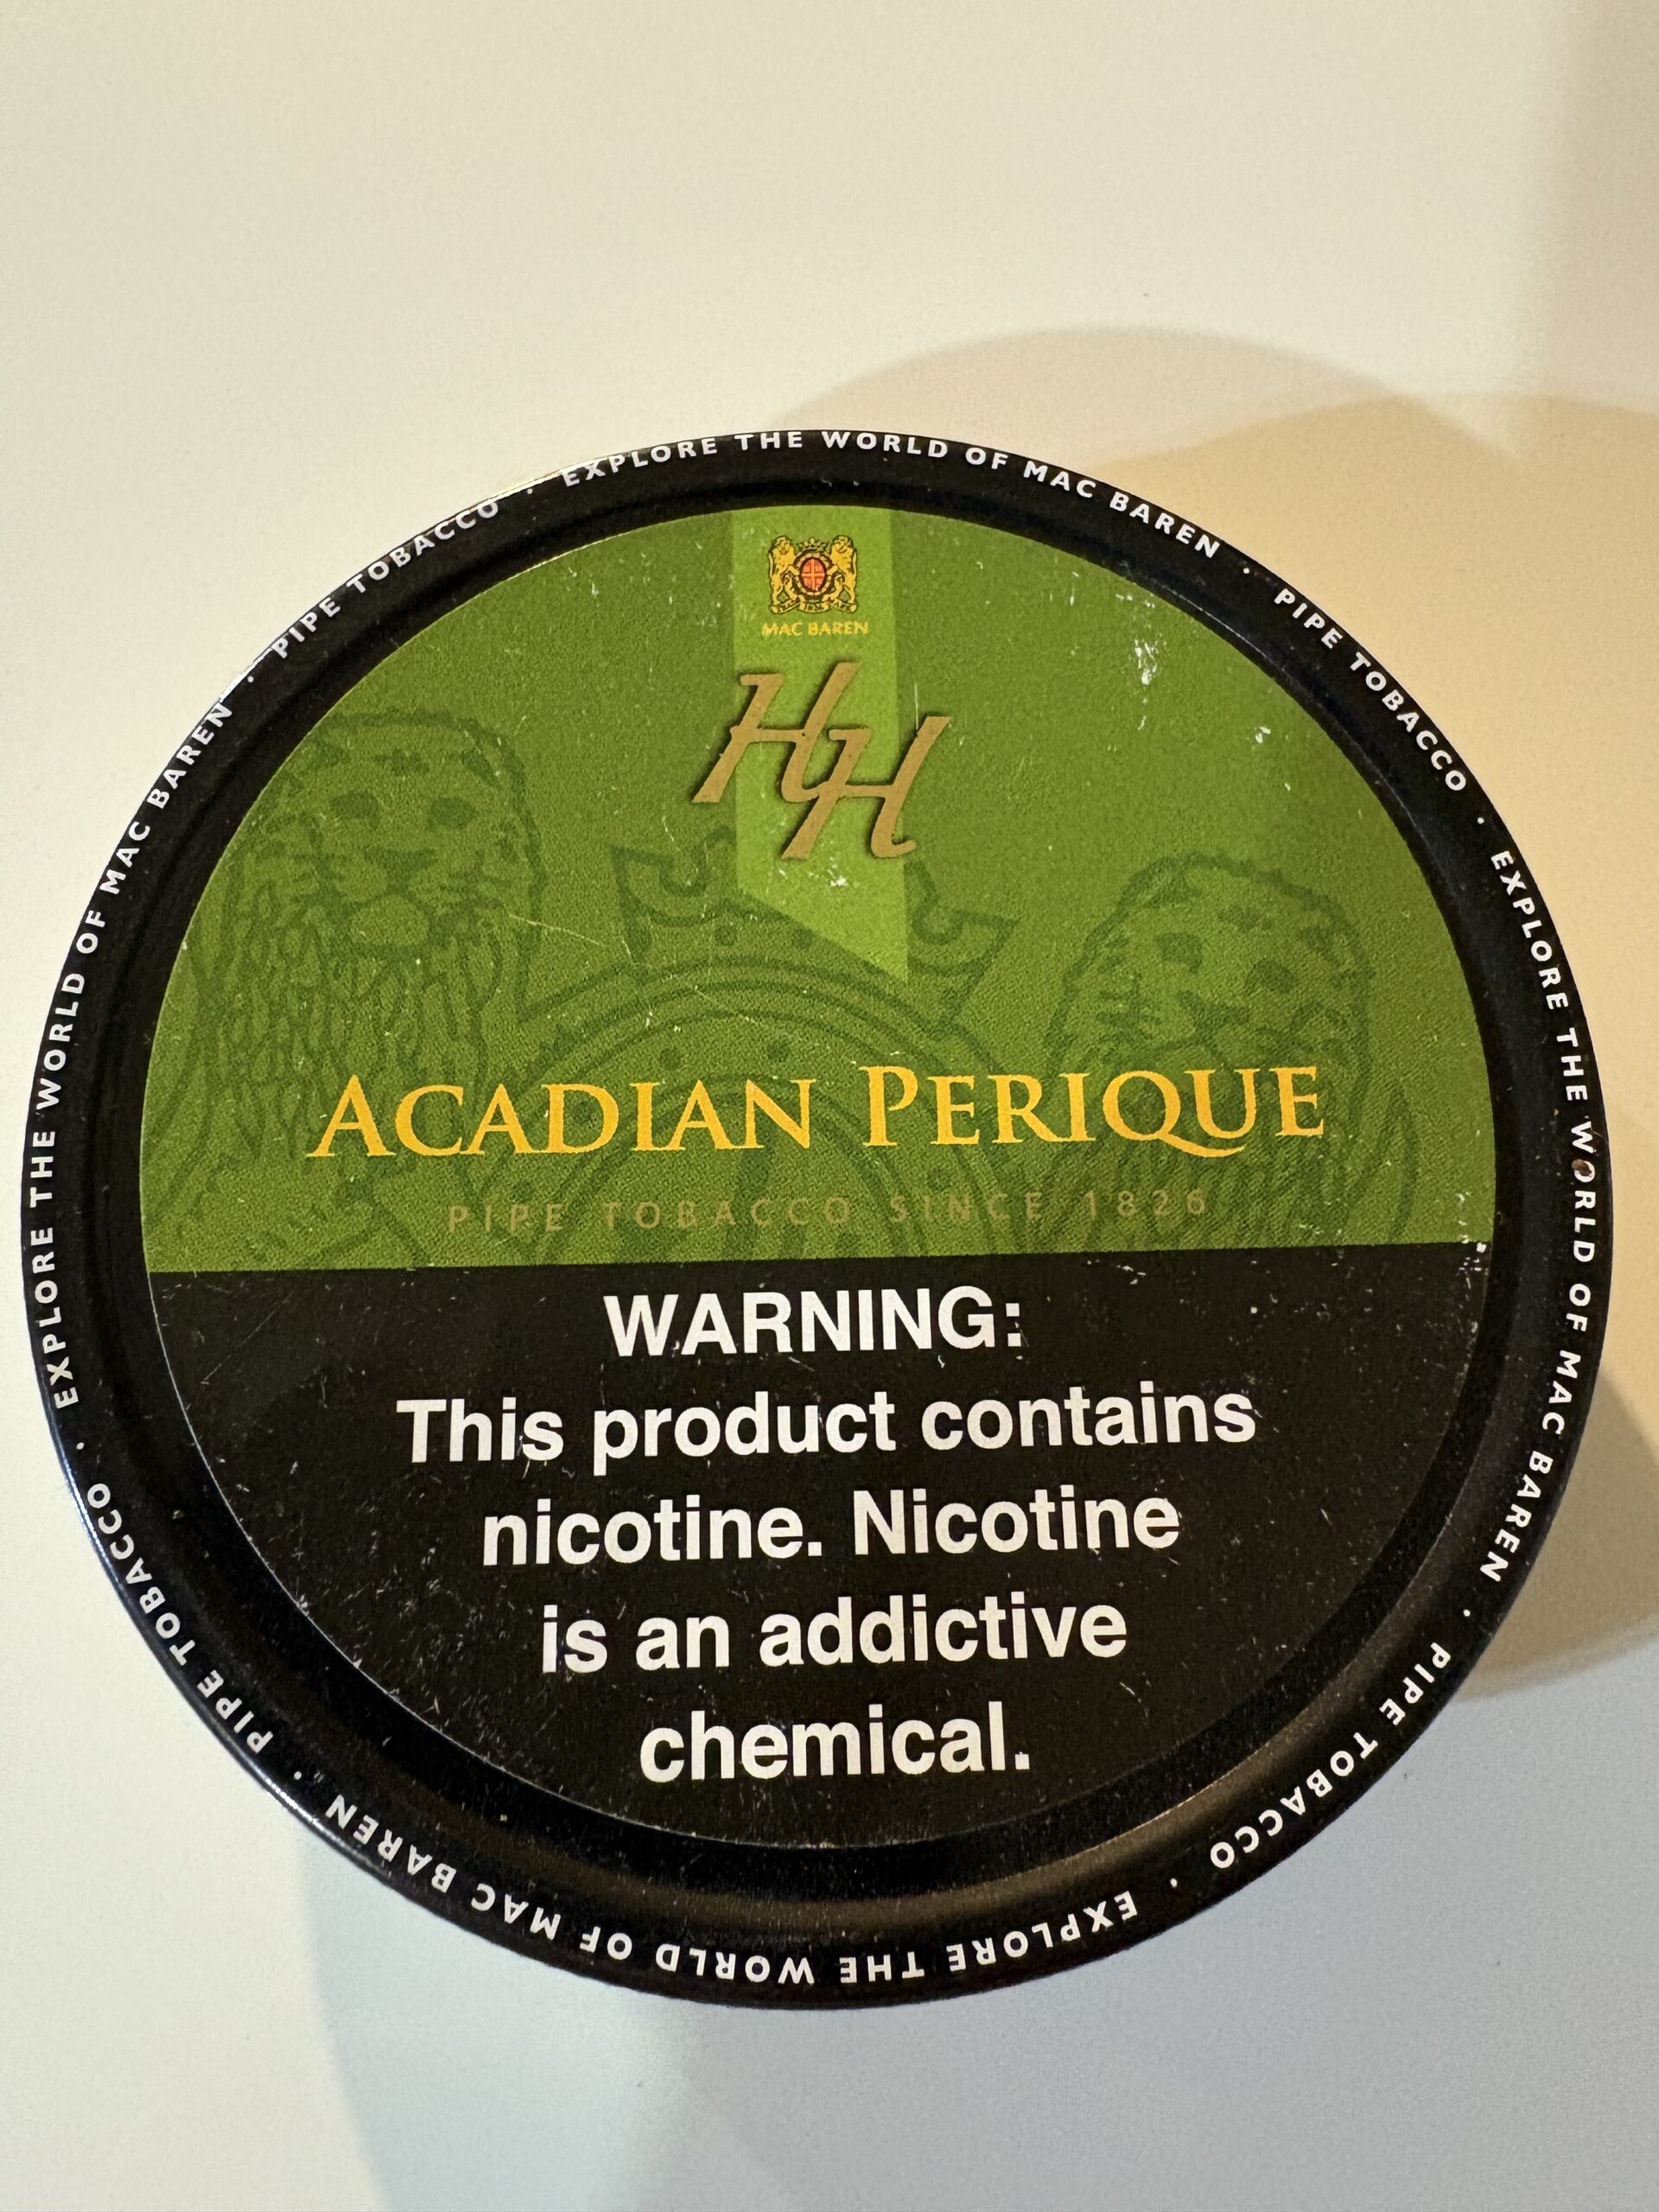 EXPLORE THE WORLD OF MAC BAREN · PIPE TOBACCO · EXPLORE THE WORLD OF MAC BAREN · PIPE TOBACCO · EXPLORE THE WORLD OF MAC BAREN · PIPE TOBACCO · EXPLORE THE WORLD OF MAC BAREN · PIPE TOBACCO ·
MAC BAREN
HH
ACADIAN PERIQUE
PIPE TOBACCO SINCE 1826
WARNING:
This product contains
nicotine. Nicotine
is an addictive
chemical.